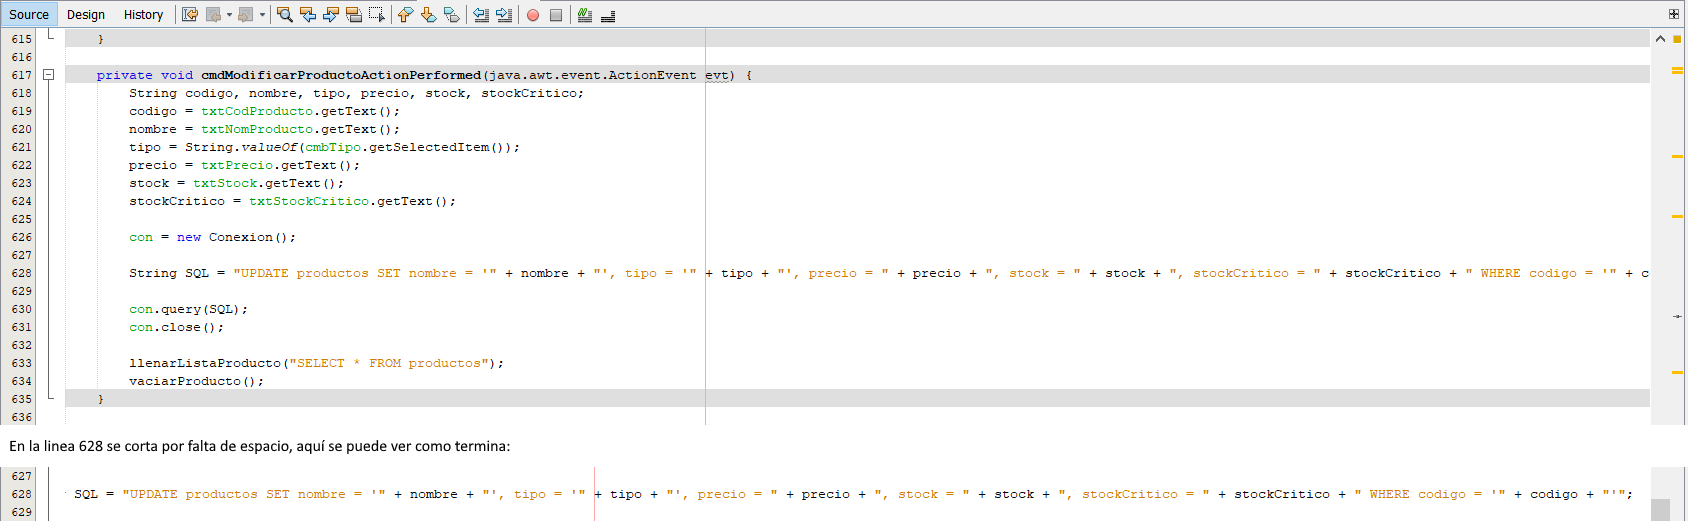 Source Design History
615 }
616
617 private void cmdModificarProductoActionPerformed(java.awt.event.ActionEvent evt) {
618 String codigo, nombre, tipo, precio, stock, stockCritico;
619 codigo = txtCodProducto.getText();
620 nombre = txtNomProducto.getText();
621 tipo = String.valueOf(cmbTipo.getSelectedItem());
622 precio = txtPrecio.getText();
623 stock = txtStock.getText();
624 stockCritico = txtStockCritico.getText();
625
626 con = new Conexion();
627
628 String SQL = "UPDATE productos SET nombre = '" + nombre + "', tipo = '" + tipo + "', precio = " + precio + ", stock = " + stock + ", stockCritico = " + stockCritico + " WHERE codigo = '" + c
629
630 con.query(SQL);
631 con.close();
632
633 llenarListaProducto("SELECT * FROM productos");
634 vaciarProducto();
635 }
636
En la linea 628 se corta por falta de espacio, aquí se puede ver como termina:
627
628 SQL = "UPDATE productos SET nombre = '" + nombre + "', tipo = '" + tipo + "', precio = " + precio + ", stock = " + stock + ", stockCritico = " + stockCritico + " WHERE codigo = '" + codigo + "'";
629